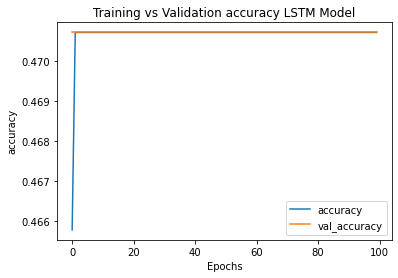 Training vs Validation accuracy LSTM Model
accuracy
0.470
0.469
0.468
0.467
0.466
0 20 40 60 80 100
Epochs
accuracy
val_accuracy